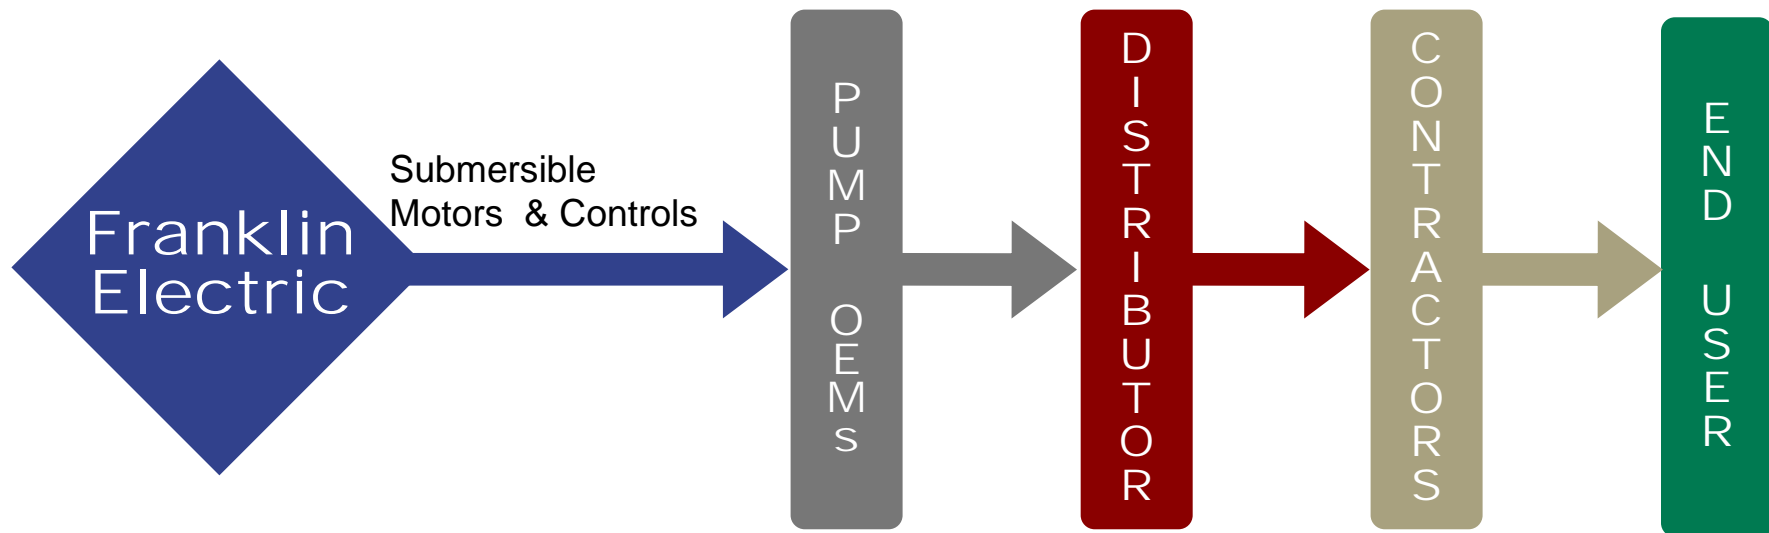 Franklin
Electric
Submersible
Motors & Controls
PUMP OEMs
DISTRIBUTOR
CONTRACTORS
END USER